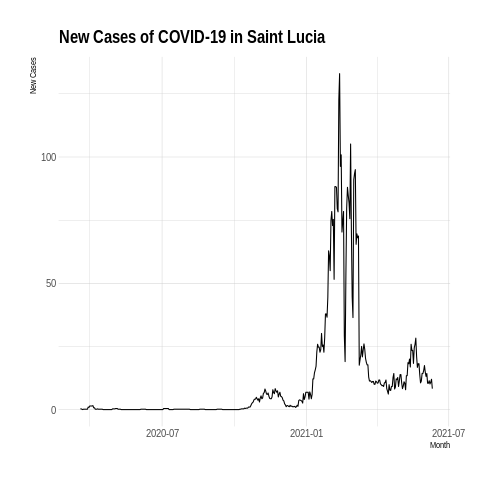 New Cases of COVID-19 in Saint Lucia
New Cases
100
50
0
2020-07
2021-01
2021-07
Month